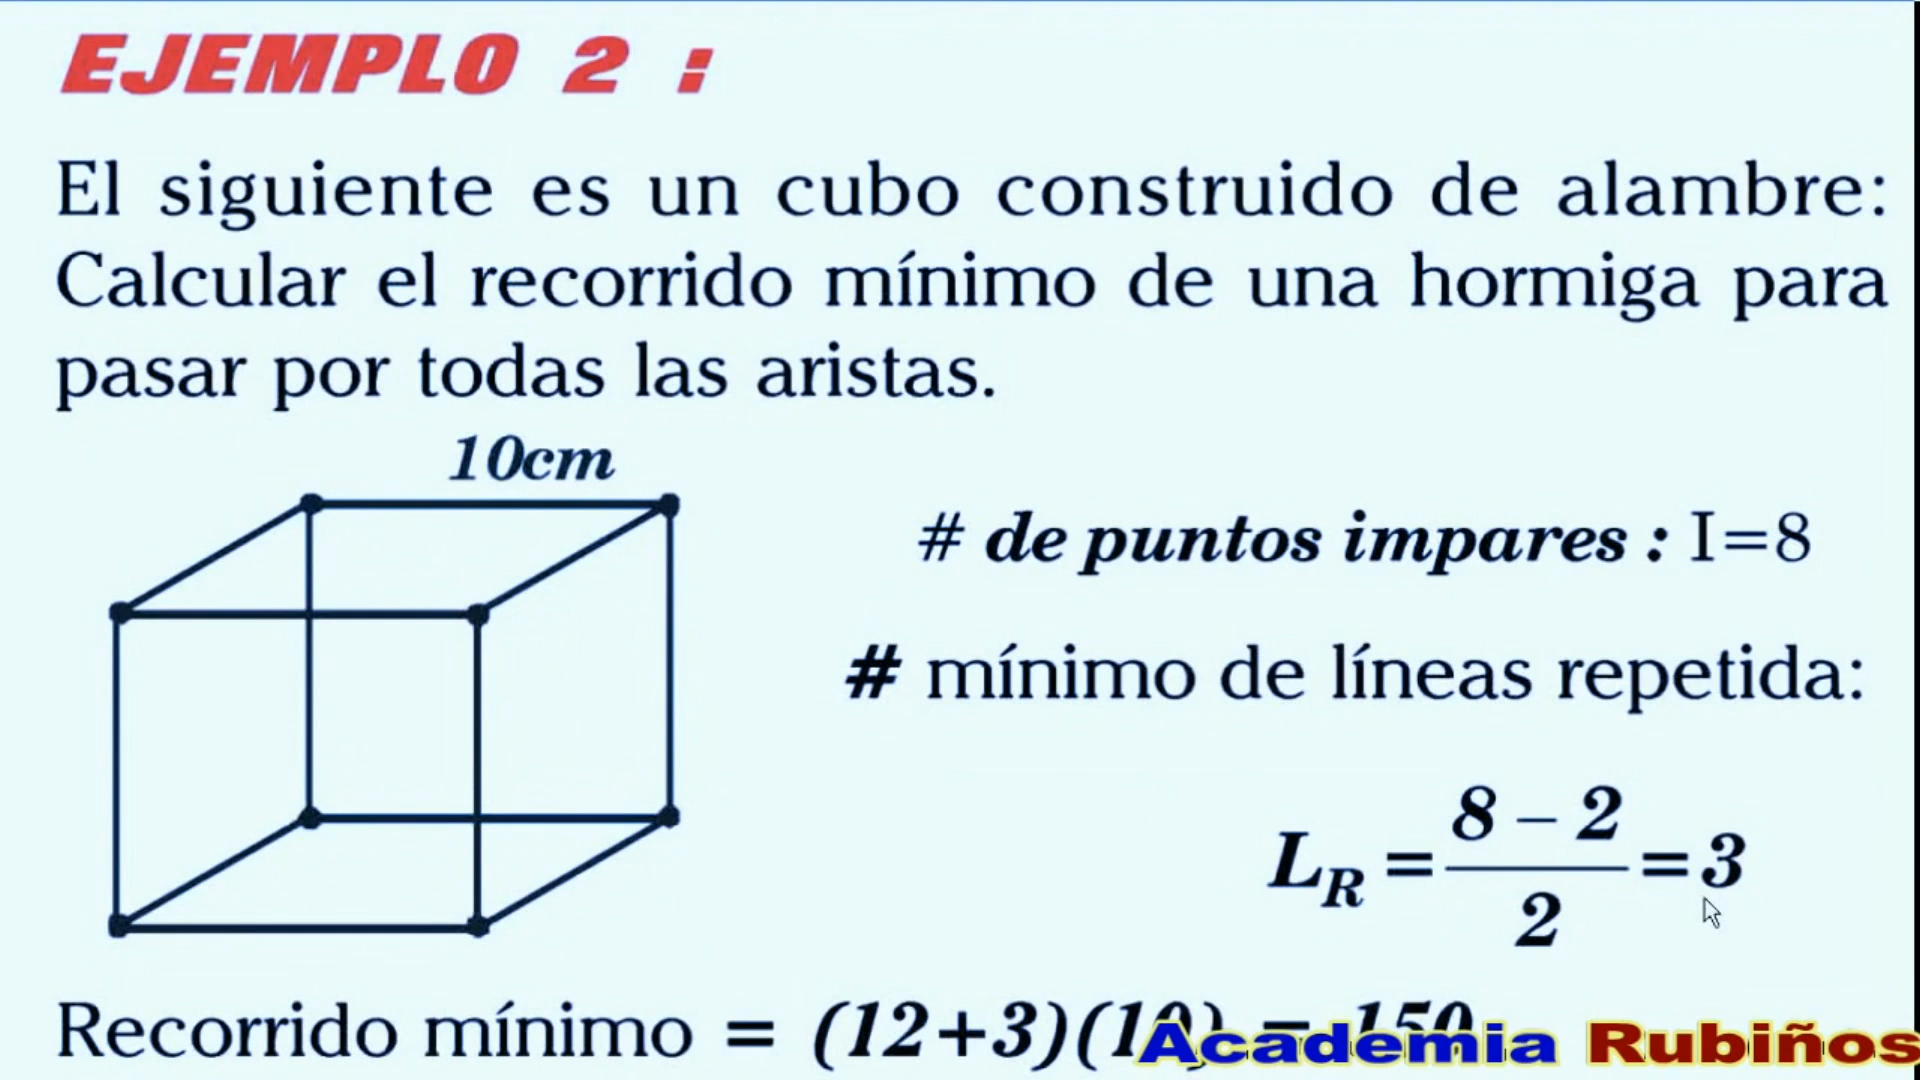 EJEMPLO 2 :
El siguiente es un cubo construido de alambre:
Calcular el recorrido mínimo de una hormiga para
pasar por todas las aristas.
10cm
# de puntos impares : I=8
# mínimo de líneas repetida:
L_R = (8 – 2)/2 = 3
Recorrido mínimo = (12+3)(10) = 150
Academia Rubiños